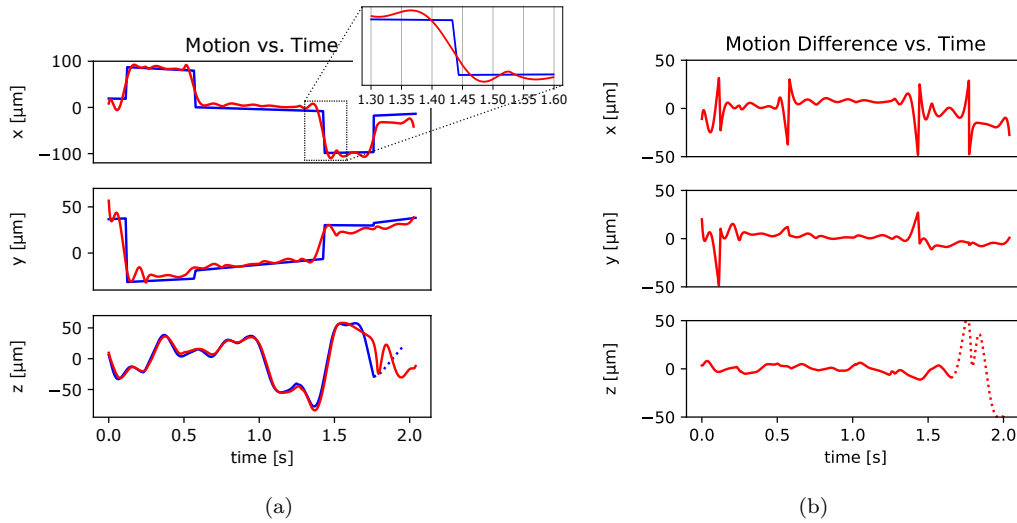 Motion vs. Time
100
0
−100
x [μm]
1.30 1.37 1.40 1.45 1.50 1.55 1.60
50
0
y [μm]
50
0
−50
z [μm]
0.0 0.5 1.0 1.5 2.0
time [s]
(a)
Motion Difference vs. Time
50
0
−50
x [μm]
50
0
−50
y [μm]
50
0
−50
z [μm]
0.0 0.5 1.0 1.5 2.0
time [s]
(b)